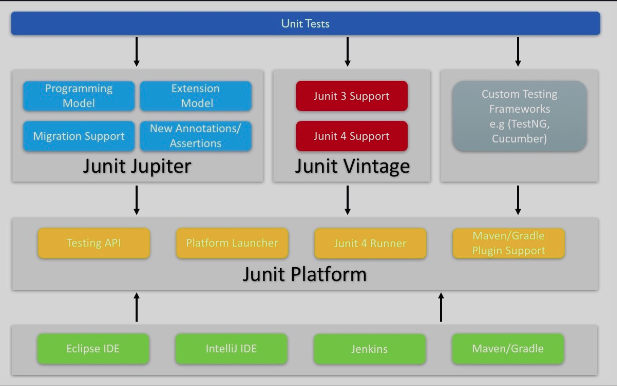 Unit Tests
Programming
Model
Extension
Model
Migration Support
New Annotations/
Assertions
Junit Jupiter
Junit 3 Support
Junit 4 Support
Junit Vintage
Custom Testing
Frameworks
e.g (TestNG,
Cucumber)
Testing API
Platform Launcher
Junit 4 Runner
Maven/Gradle
Plugin Support
Junit Platform
Eclipse IDE
IntelliJ IDE
Jenkins
Maven/Gradle